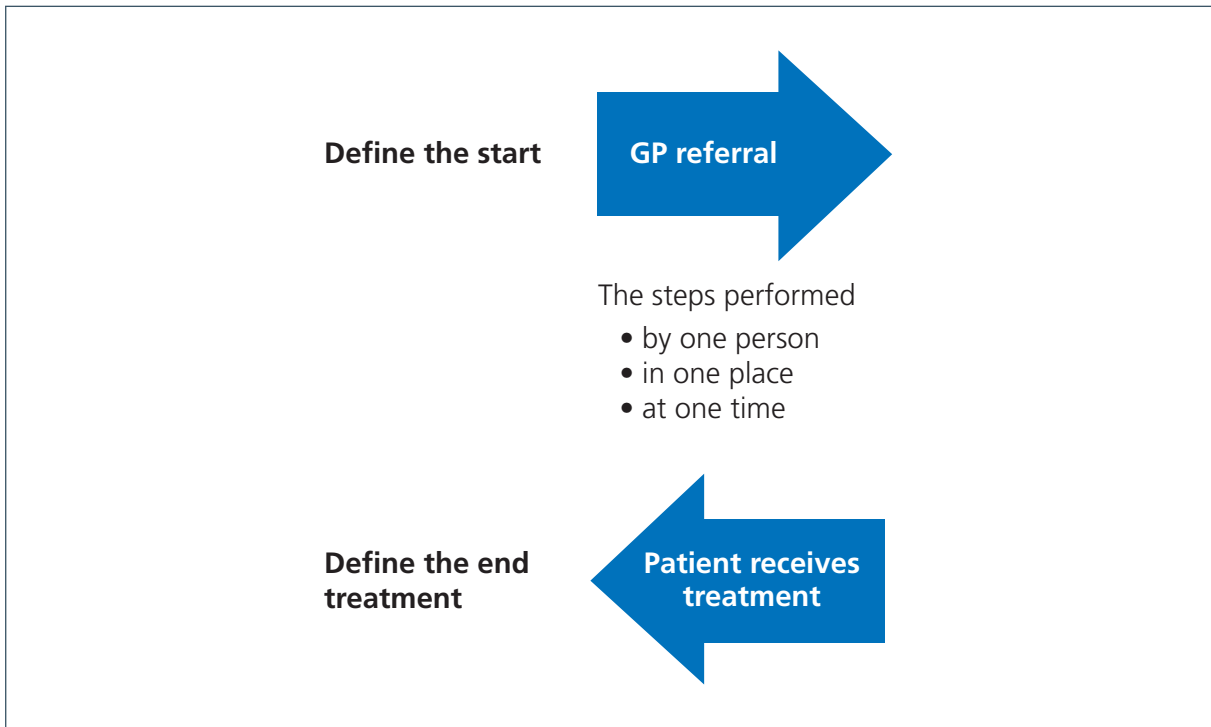 Define the start
GP referral
The steps performed
• by one person
• in one place
• at one time
Define the end
treatment
Patient receives
treatment